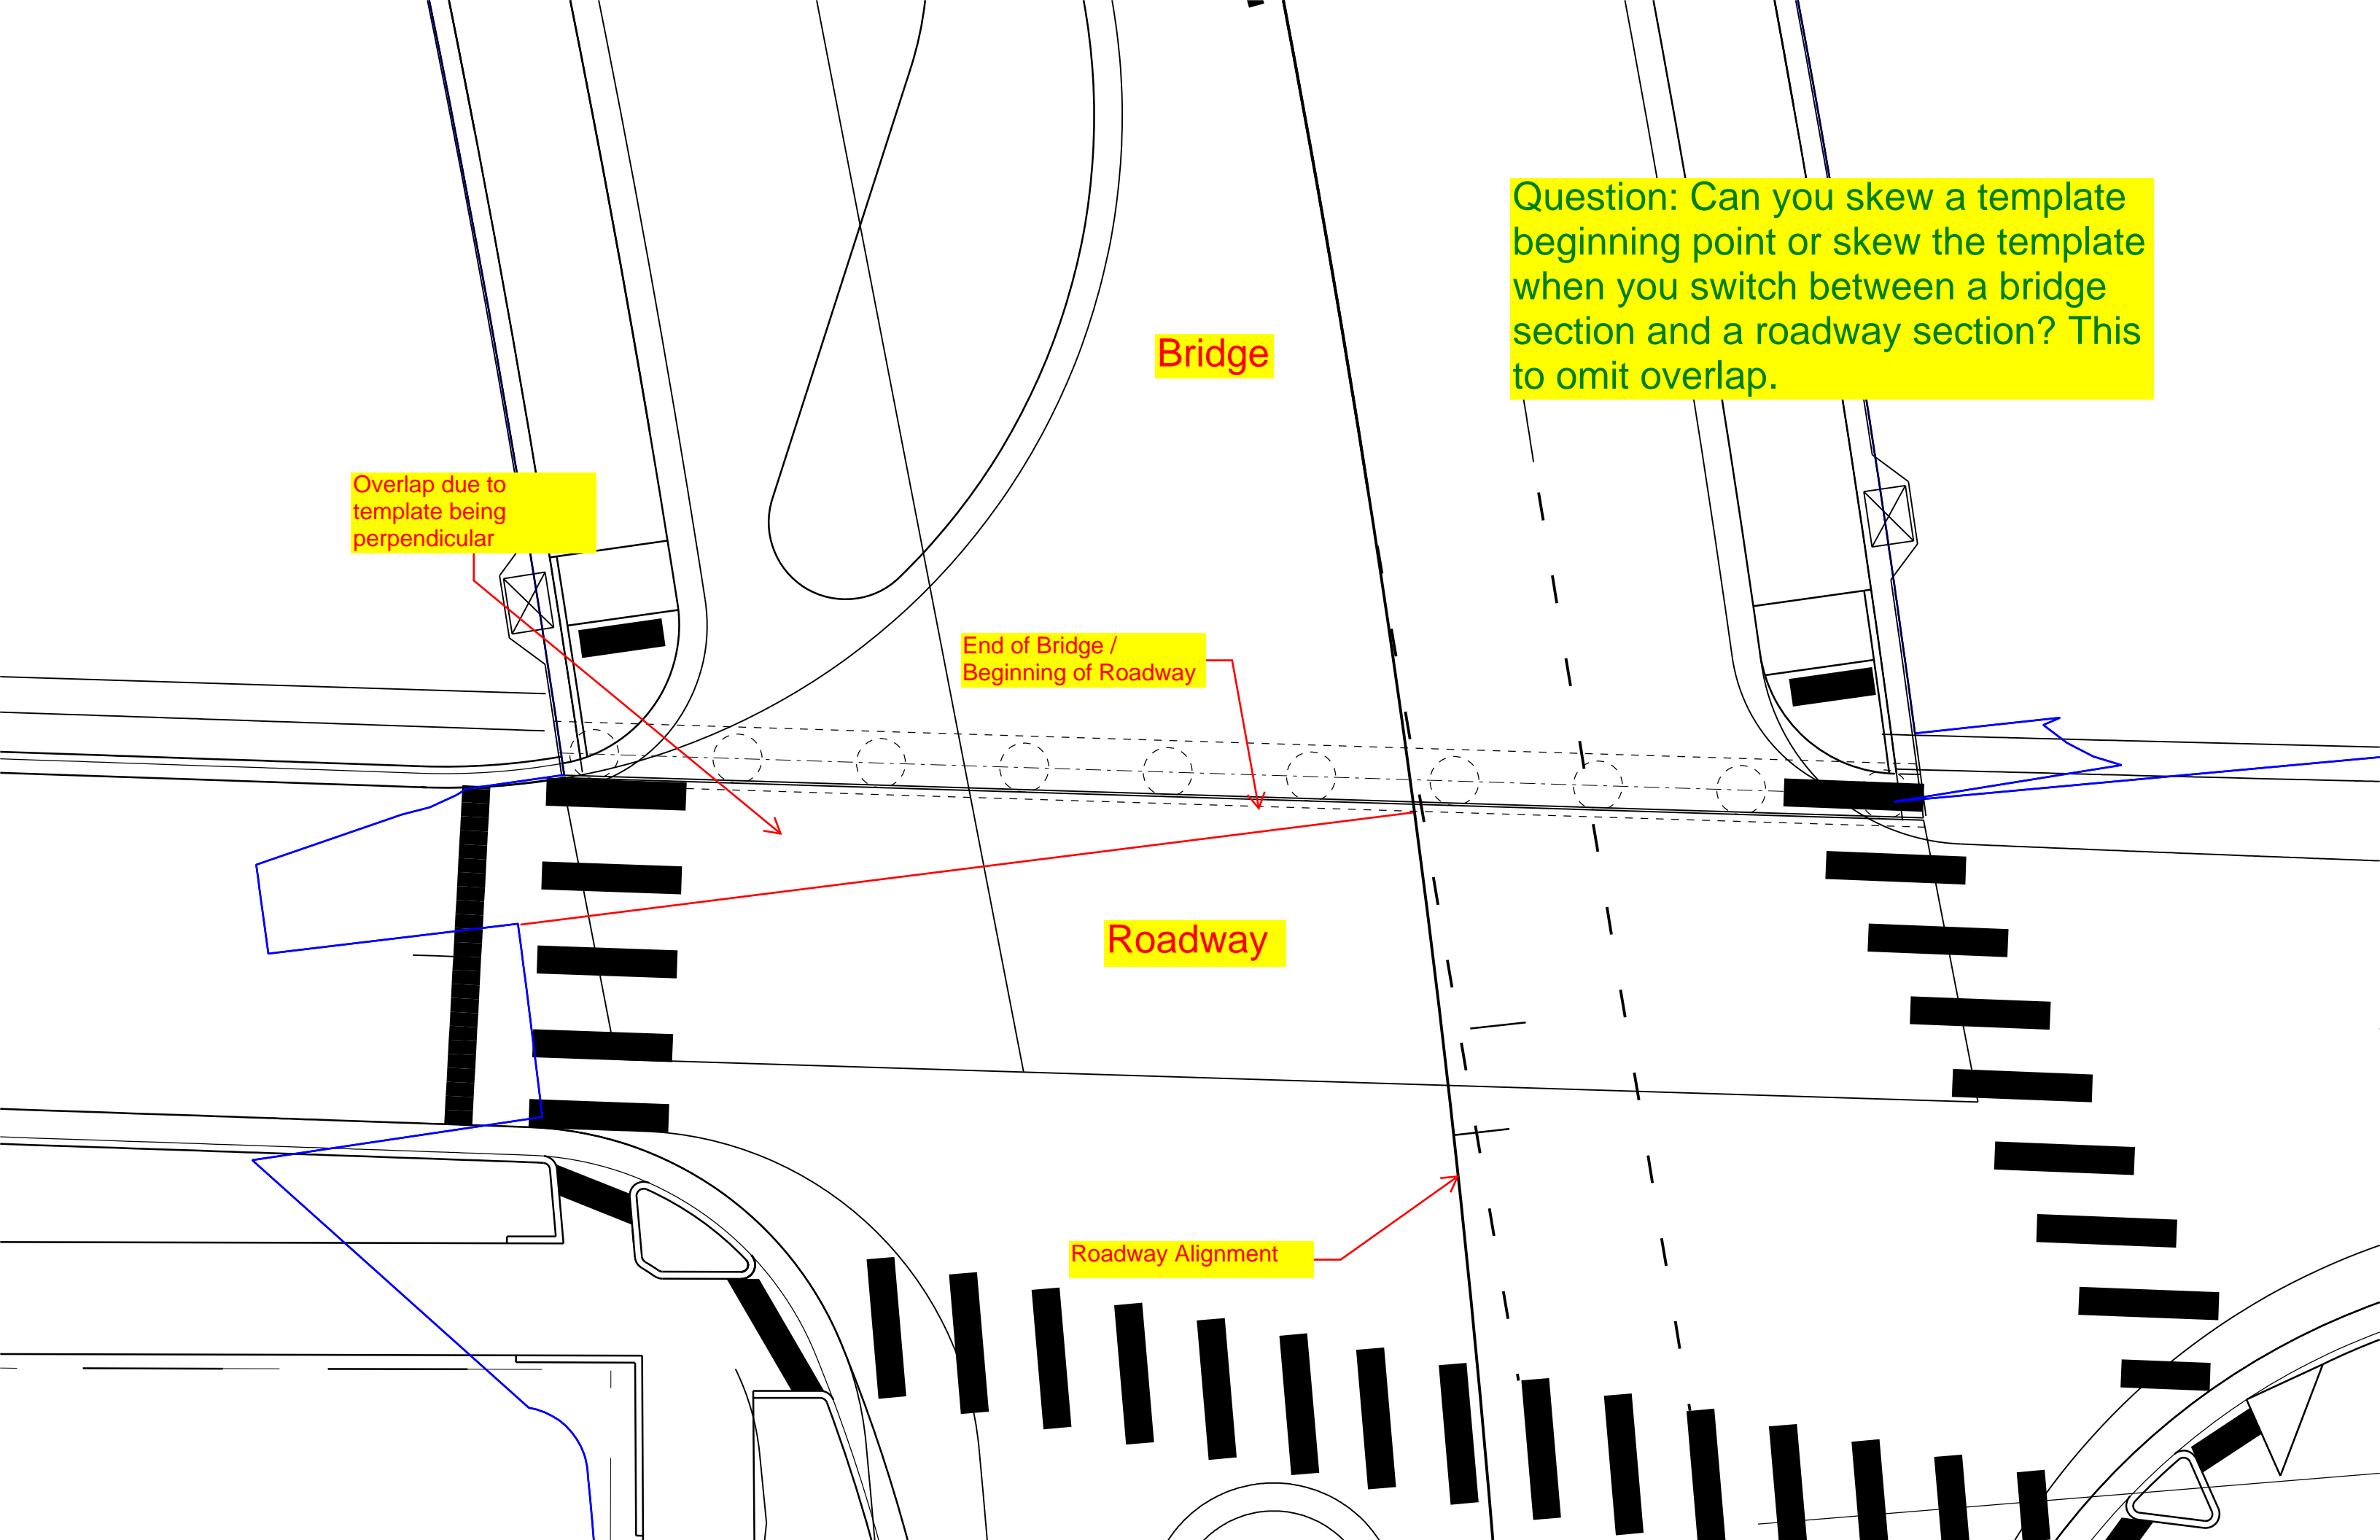 Question: Can you skew a template
beginning point or skew the template
when you switch between a bridge
section and a roadway section? This
to omit overlap.
Bridge
Overlap due to
template being
perpendicular
End of Bridge /
Beginning of Roadway
Roadway
Roadway Alignment